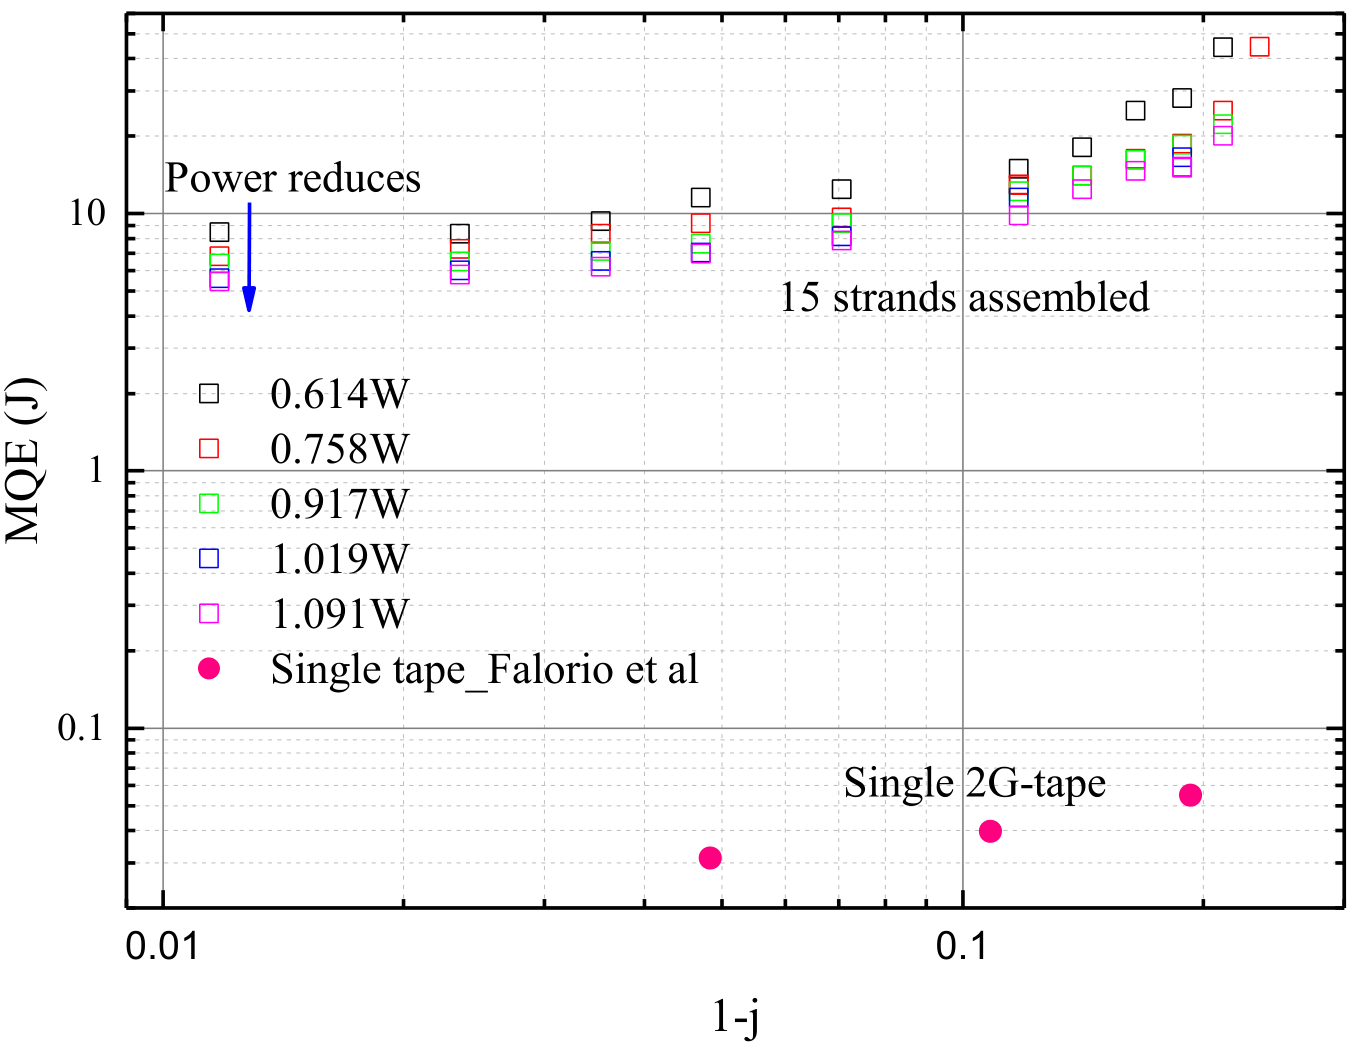 Power reduces
10
15 strands assembled
MQE (J)
0.614W
0.758W
1
0.917W
1.019W
1.091W
Single tape_Falorio et al
0.1
Single 2G-tape
0.01
0.1
1-j